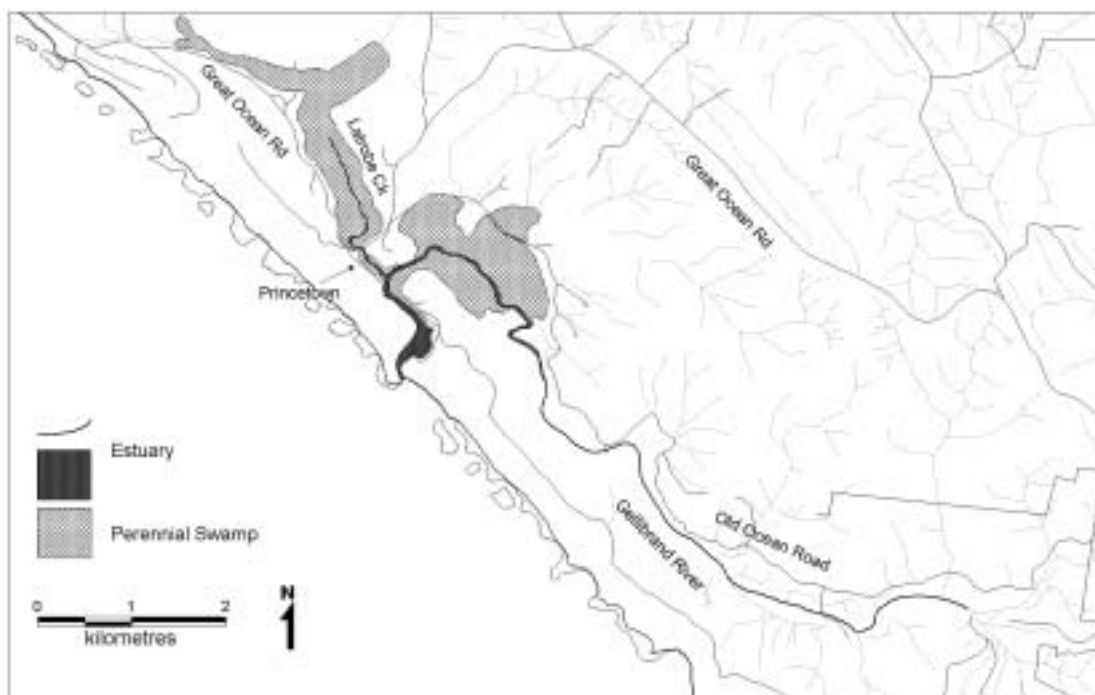 Great Ocean Rd
Latrobe Ck
Great Ocean Rd
Princetown
Estuary
Perennial Swamp
Gellibrand River
Old Ocean Road
0 1 2
kilometres
N